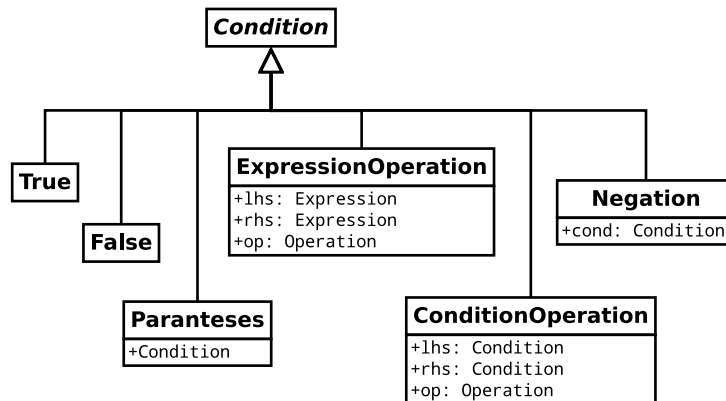 Condition
True
ExpressionOperation
+lhs: Expression
+rhs: Expression
+op: Operation
Negation
+cond: Condition
False
Paranteses
+Condition
ConditionOperation
+lhs: Condition
+rhs: Condition
+op: Operation